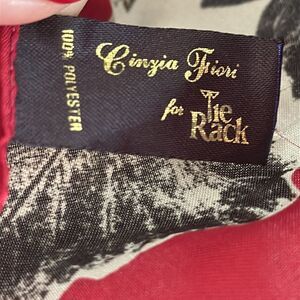 100% POLYESTER
Cinzia Fiori
for Tie
Rack